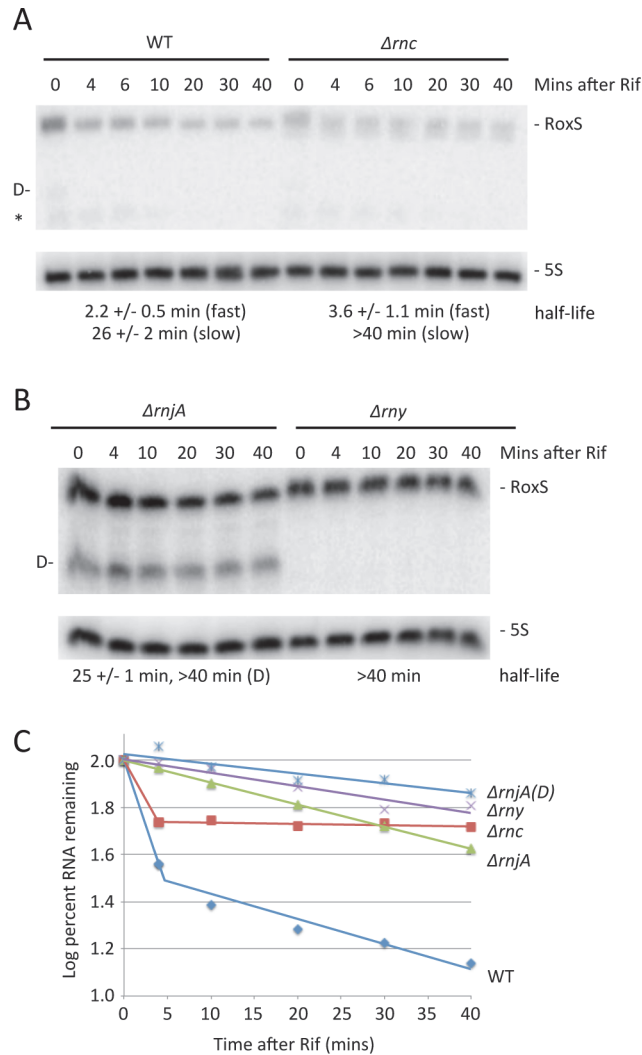 A
WT Δrnc
0 4 6 10 20 30 40 0 4 6 10 20 30 40 Mins after Rif
- RoxS
D-
*
- 5S
2.2 +/- 0.5 min (fast) 3.6 +/- 1.1 min (fast) half-life
26 +/- 2 min (slow) >40 min (slow)
B
ΔrnjA Δrny
0 4 10 20 30 40 0 4 10 20 30 40 Mins after Rif
- RoxS
D-
- 5S
25 +/- 1 min, >40 min (D) >40 min half-life
C
Log percent RNA remaining
2.0
1.8
1.6
1.4
1.2
1.0
ΔrnjA(D)
Δrny
Δrnc
ΔrnjA
WT
0 5 10 15 20 25 30 35 40
Time after Rif (mins)